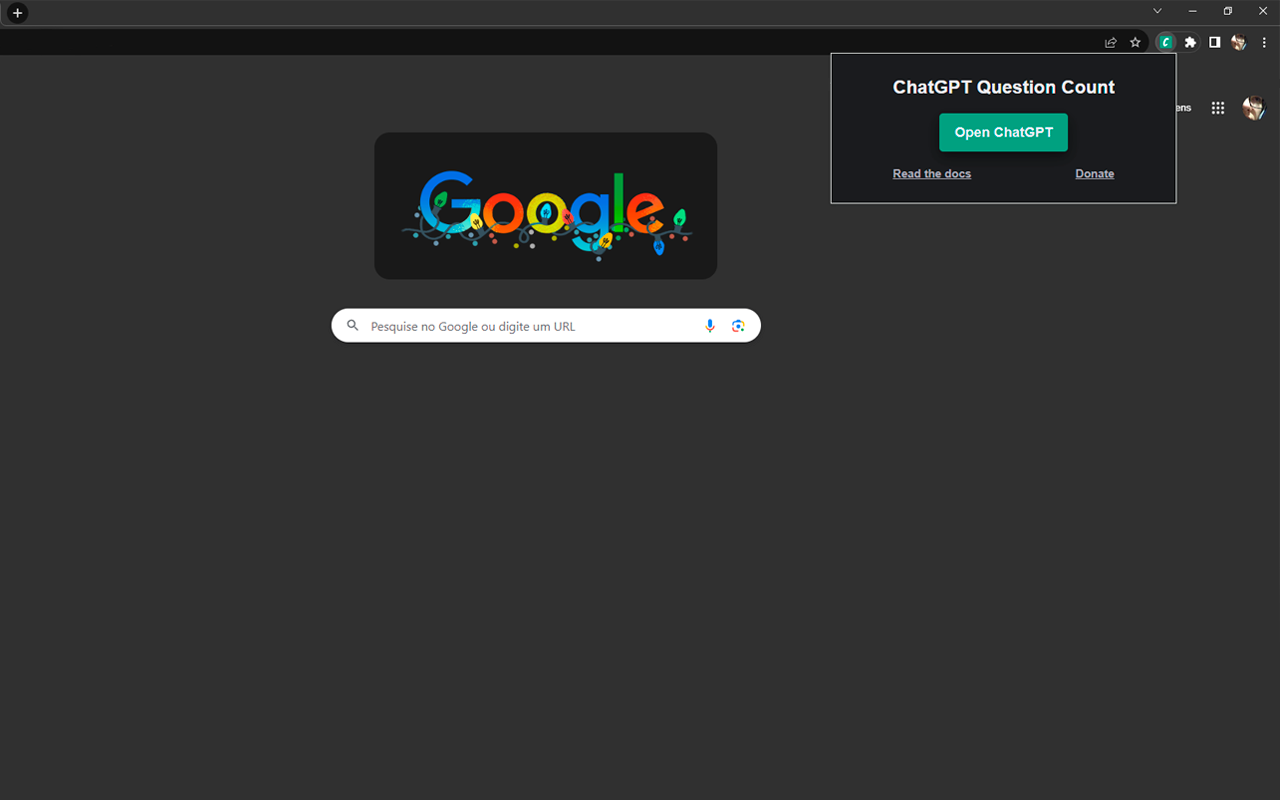 ChatGPT Question Count
ens
Open ChatGPT
Read the docs
Donate
Google
Pesquise no Google ou digite um URL